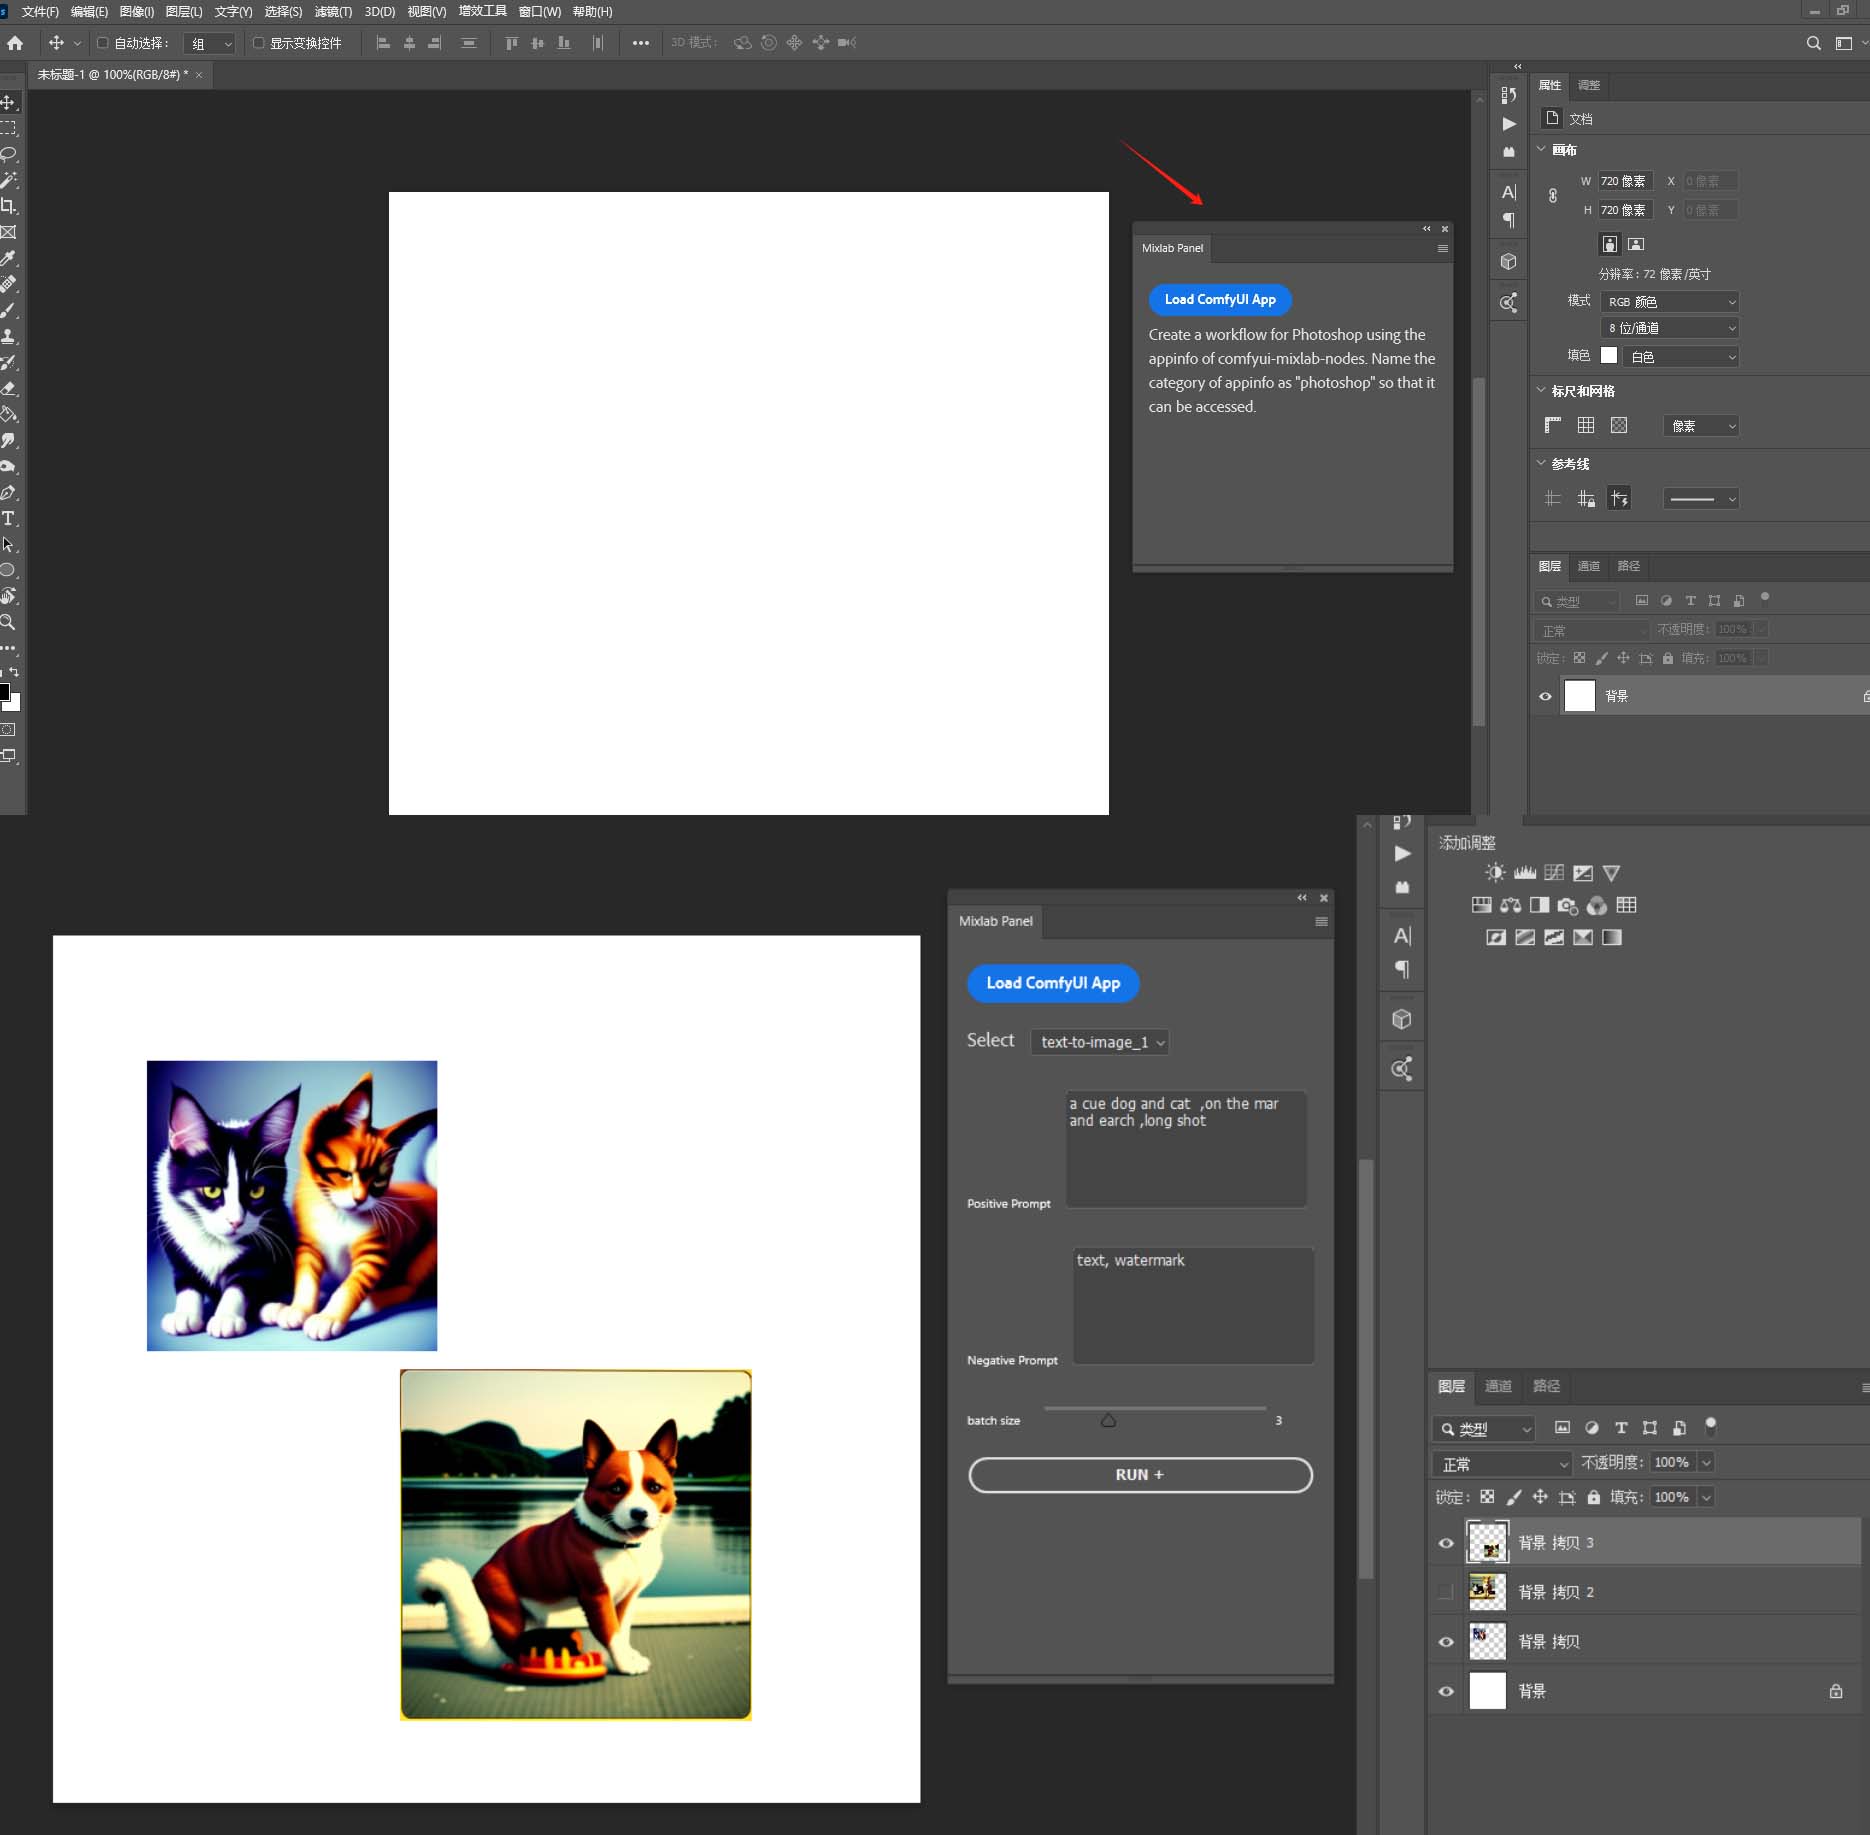 文件(F) 编辑(E) 图像(I) 图层(L) 文字(Y) 选择(S) 滤镜(T) 3D(D) 视图(V) 增效工具 窗口(W) 帮助(H)
自动选择： 组 显示变换控件 3D 模式：
未标题-1 @ 100%(RGB/8#) * ×
属性 调整
文档
画布
W 720 像素 X 0 像素
H 720 像素 Y 0 像素
分辨率：72 像素/英寸
模式 RGB 颜色
8 位/通道
填色 白色
标尺和网格
像素
参考线
图层 通道 路径
类型
正常 不透明度： 100%
锁定： 填充： 100%
背景
Mixlab Panel
Load ComfyUI App
Create a workflow for Photoshop using the
appinfo of comfyui-mixlab-nodes. Name the
category of appinfo as "photoshop" so that it
can be accessed.
Mixlab Panel
Load ComfyUI App
Select text-to-image_1
a cue dog and cat ,on the mar
and earch ,long shot
Positive Prompt
text, watermark
Negative Prompt
batch size 3
RUN +
添加调整
图层 通道 路径
类型
正常 不透明度： 100%
锁定： 填充： 100%
背景 拷贝 3
背景 拷贝 2
背景 拷贝
背景